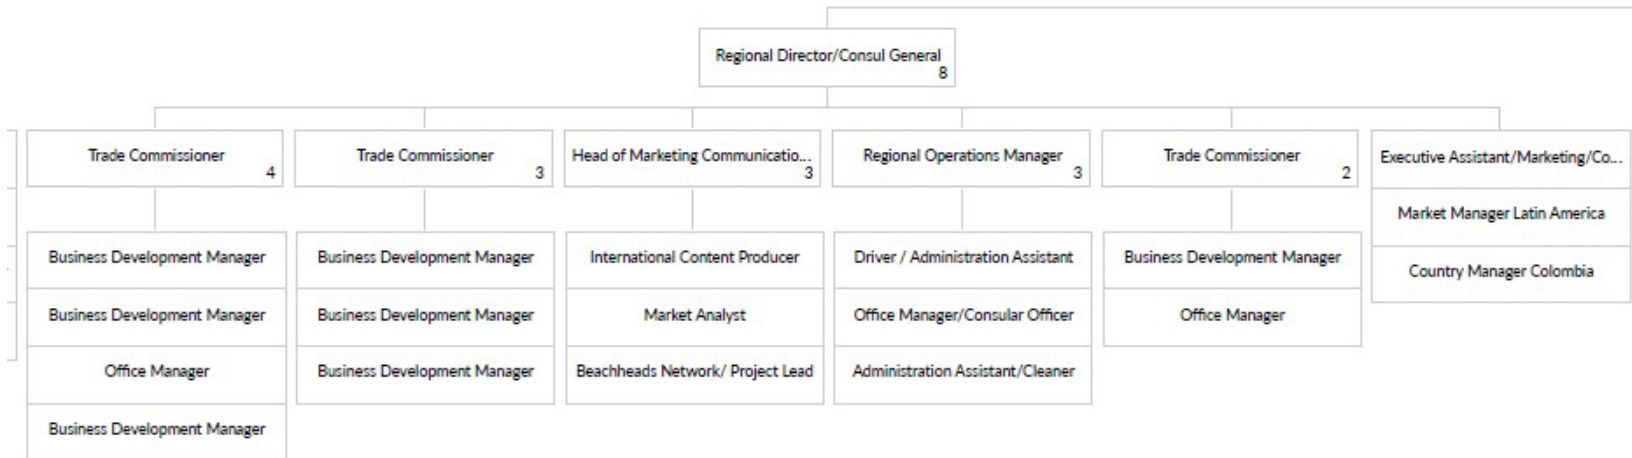 Regional Director/Consul General
8
Trade Commissioner
4
Trade Commissioner
3
Head of Marketing Communicatio...
3
Regional Operations Manager
3
Trade Commissioner
2
Executive Assistant/Marketing/Co...
Market Manager Latin America
Country Manager Colombia
Business Development Manager
Business Development Manager
Office Manager
Business Development Manager
Business Development Manager
Business Development Manager
Business Development Manager
International Content Producer
Market Analyst
Beachheads Network/ Project Lead
Driver / Administration Assistant
Office Manager/Consular Officer
Administration Assistant/Cleaner
Business Development Manager
Office Manager